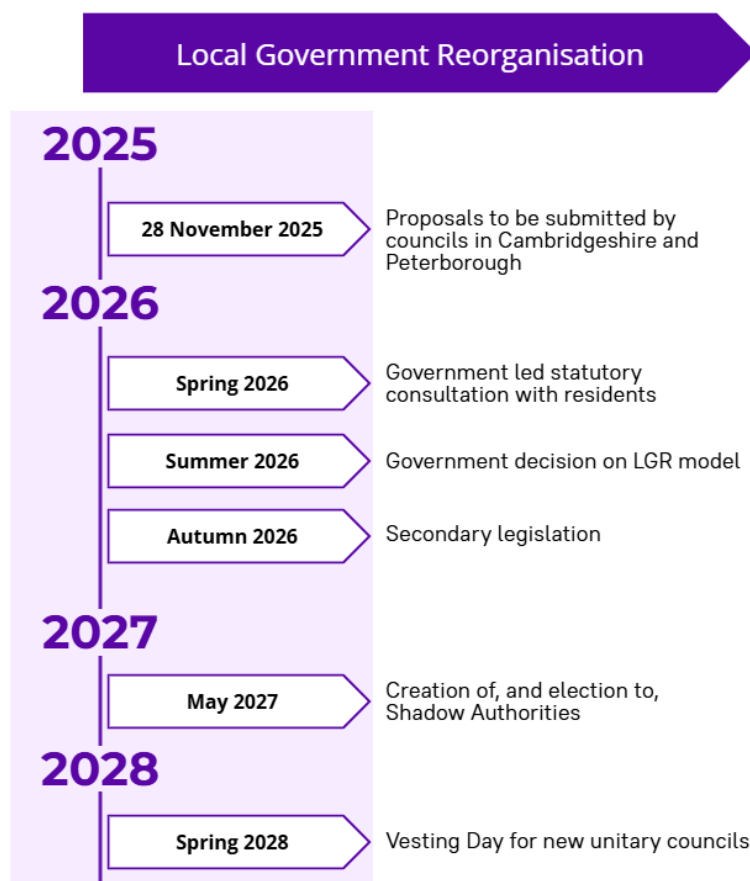 Local Government Reorganisation
2025
28 November 2025
Proposals to be submitted by
councils in Cambridgeshire and
Peterborough
2026
Spring 2026
Government led statutory
consultation with residents
Summer 2026
Government decision on LGR model
Autumn 2026
Secondary legislation
2027
May 2027
Creation of, and election to,
Shadow Authorities
2028
Spring 2028
Vesting Day for new unitary councils